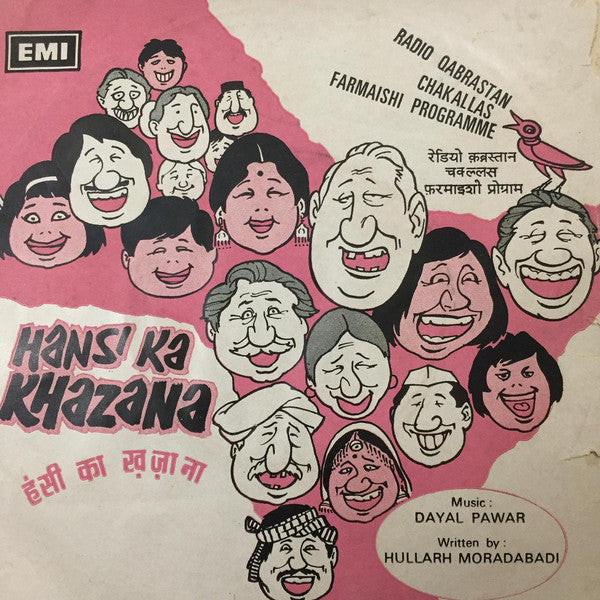 EMI
RADIO QABRASTAN
CHAKALLAS
FARMAISHI PROGRAMME
रेडियो क़ब्रस्तान
चकल्लस
फ़रमाइशी प्रोग्राम
HANSI KA
KHAZANA
हंसी का ख़ज़ाना
Music :
DAYAL PAWAR
Written by :
HULLARH MORADABADI